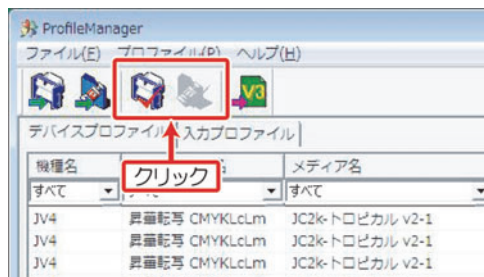 ProfileManager
ファイル(F) プロファイル(P) ヘルプ(H)
V3
デバイスプロファイル 入力プロファイル
機種名 メディア名
クリック
すべて すべて
JV4 昇華転写 CMYKLcLm JC2k-トロピカル v2-1
JV4 昇華転写 CMYKLcLm JC2k-トロピカル v2-1
JV4 昇華転写 CMYKLcLm JC2k-トロピカル v2-1